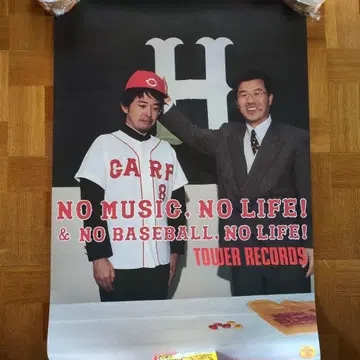 H
C
CARP
8
NO MUSIC, NO LIFE!
& NO BASEBALL, NO LIFE!
TOWER RECORDS